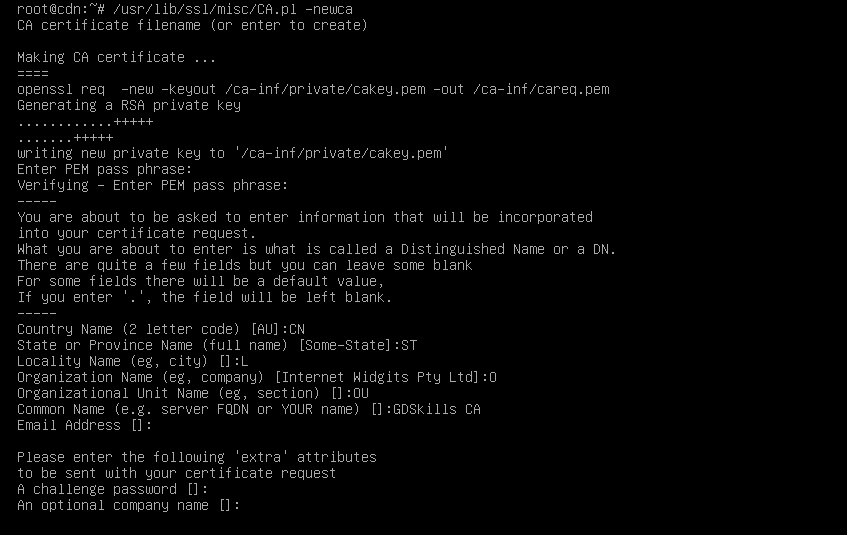 root@cdn:~# /usr/lib/ssl/misc/CA.pl -newca
CA certificate filename (or enter to create)

Making CA certificate ...
====
openssl req  -new -keyout /ca-inf/private/cakey.pem -out /ca-inf/careq.pem
Generating a RSA private key
............+++++
.......+++++
writing new private key to '/ca-inf/private/cakey.pem'
Enter PEM pass phrase:
Verifying - Enter PEM pass phrase:
-----
You are about to be asked to enter information that will be incorporated
into your certificate request.
What you are about to enter is what is called a Distinguished Name or a DN.
There are quite a few fields but you can leave some blank
For some fields there will be a default value,
If you enter '.', the field will be left blank.
-----
Country Name (2 letter code) [AU]:CN
State or Province Name (full name) [Some-State]:ST
Locality Name (eg, city) []:L
Organization Name (eg, company) [Internet Widgits Pty Ltd]:O
Organizational Unit Name (eg, section) []:OU
Common Name (e.g. server FQDN or YOUR name) []:GDSkills CA
Email Address []:

Please enter the following 'extra' attributes
to be sent with your certificate request
A challenge password []:
An optional company name []: